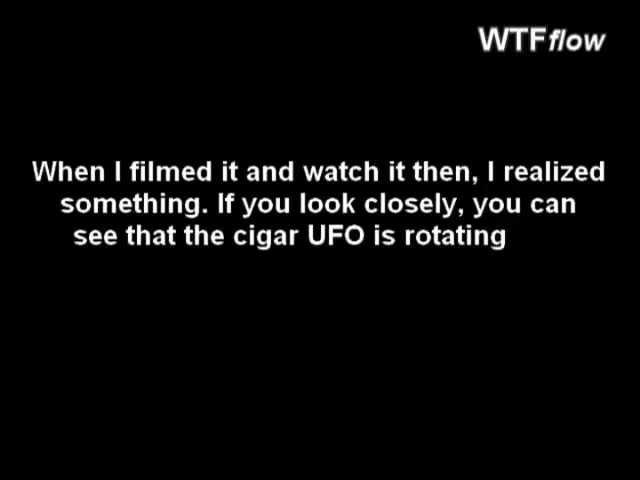 WTFflow
When I filmed it and watch it then, I realized
something. If you look closely, you can
see that the cigar UFO is rotating